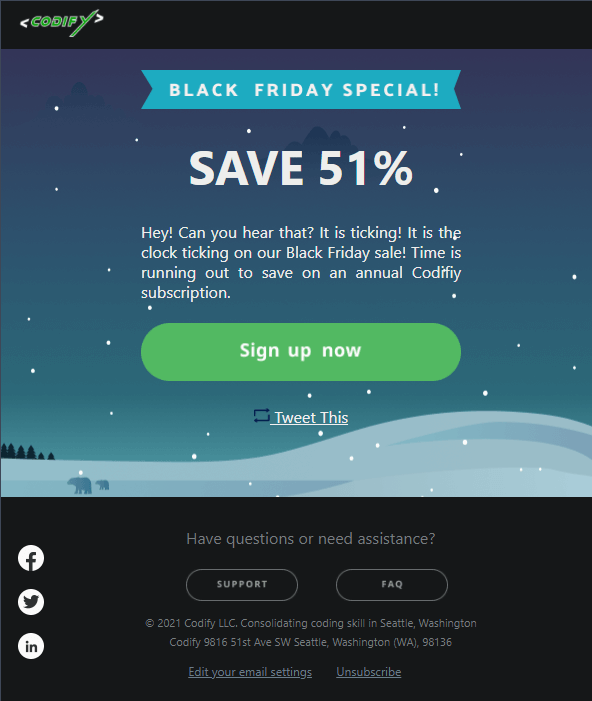 <CODIFY>
BLACK FRIDAY SPECIAL!
SAVE 51%
Hey! Can you hear that? It is ticking! It is the
clock ticking on our Black Friday sale! Time is
running out to save on an annual Codifiy
subscription.
Sign up now
Tweet This
Have questions or need assistance?
SUPPORT FAQ
© 2021 Codify LLC. Consolidating coding skill in Seattle, Washington
Codify 9816 51st Ave SW Seattle, Washington (WA), 98136
Edit your email settings Unsubscribe